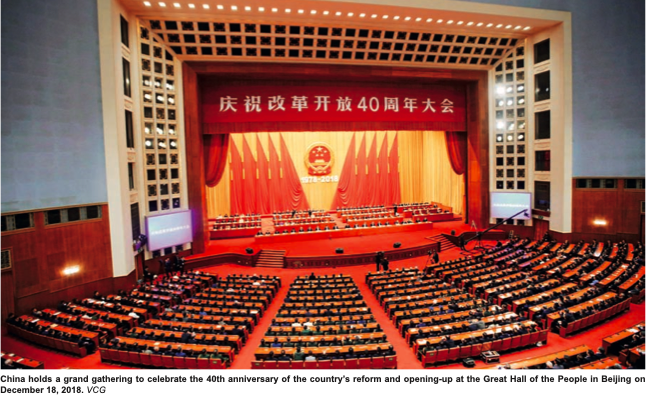 庆祝改革开放40周年大会
1978-2018
China holds a grand gathering to celebrate the 40th anniversary of the country's reform and opening-up at the Great Hall of the People in Beijing on
December 18, 2018. VCG